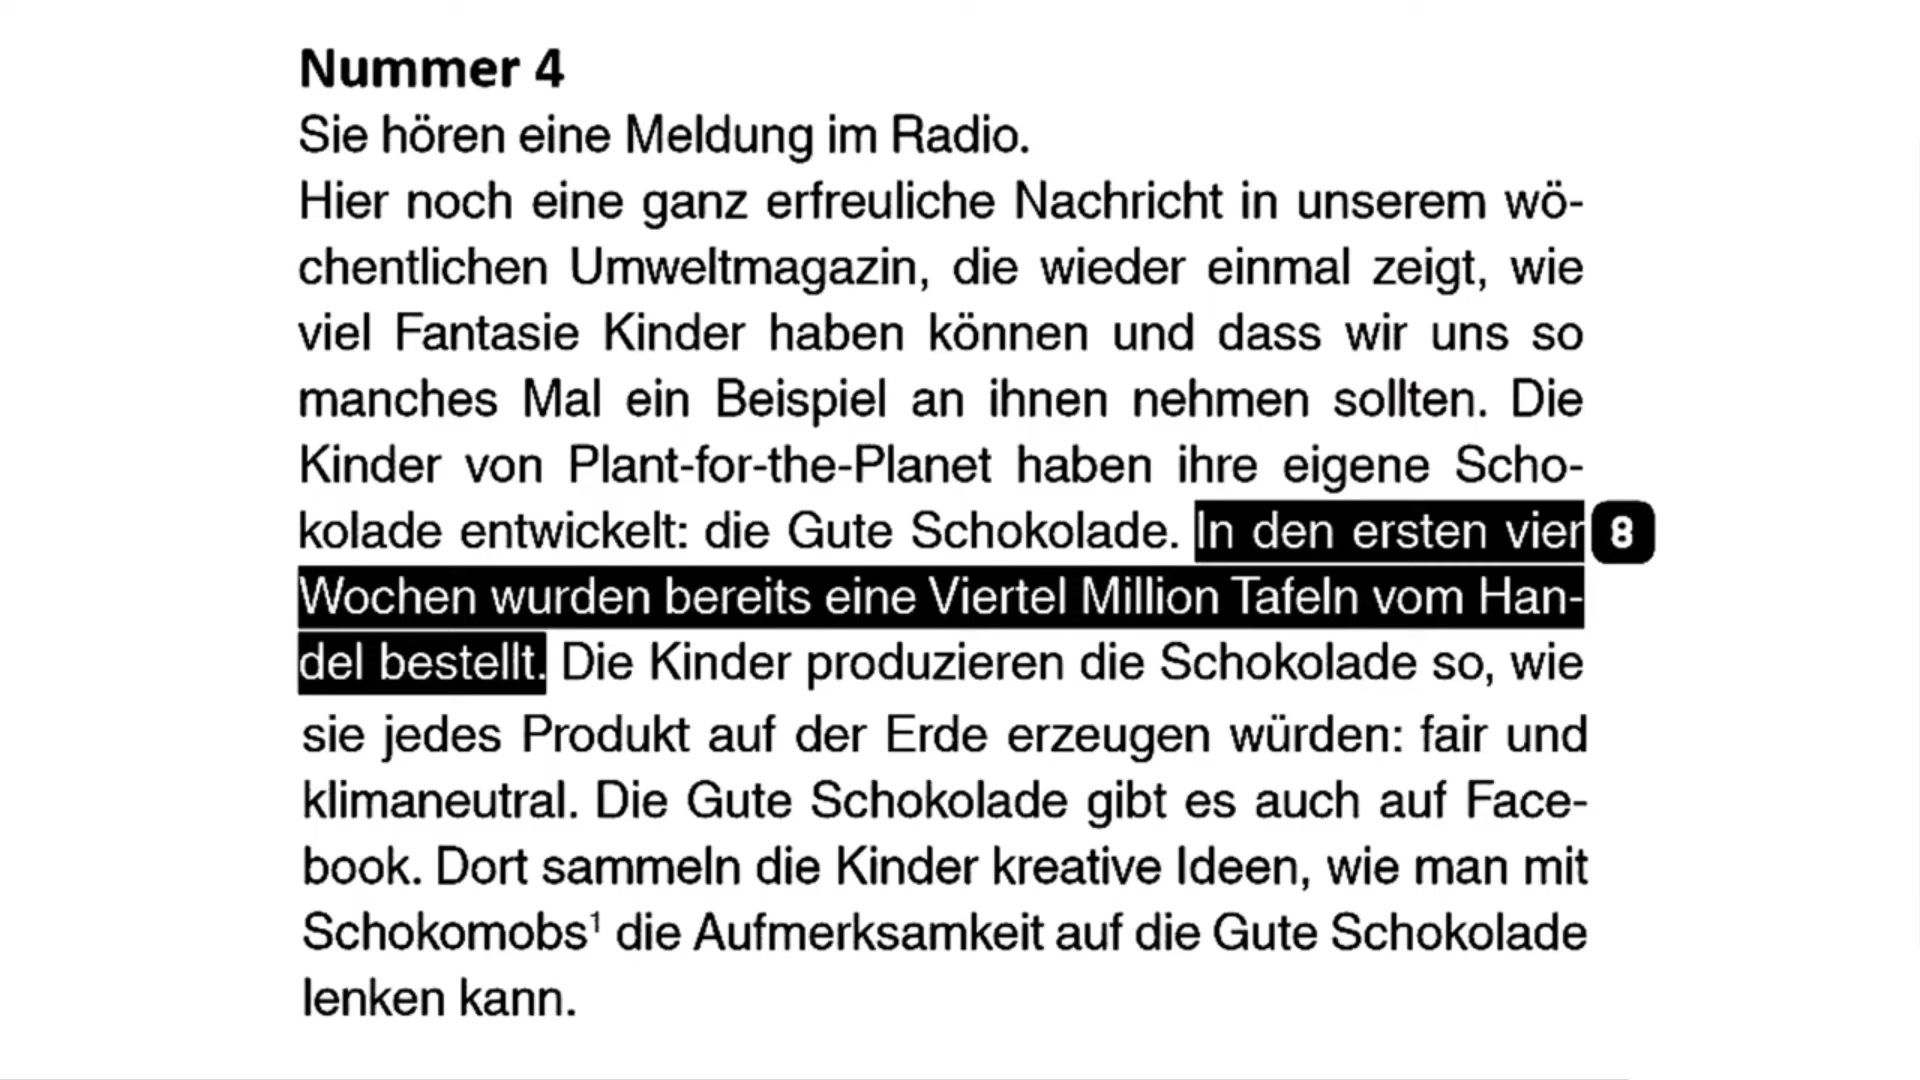 Nummer 4
Sie hören eine Meldung im Radio.
Hier noch eine ganz erfreuliche Nachricht in unserem wö-
chentlichen Umweltmagazin, die wieder einmal zeigt, wie
viel Fantasie Kinder haben können und dass wir uns so
manches Mal ein Beispiel an ihnen nehmen sollten. Die
Kinder von Plant-for-the-Planet haben ihre eigene Scho-
kolade entwickelt: die Gute Schokolade. In den ersten vier 8
Wochen wurden bereits eine Viertel Million Tafeln vom Han-
del bestellt. Die Kinder produzieren die Schokolade so, wie
sie jedes Produkt auf der Erde erzeugen würden: fair und
klimaneutral. Die Gute Schokolade gibt es auch auf Face-
book. Dort sammeln die Kinder kreative Ideen, wie man mit
Schokomobs¹ die Aufmerksamkeit auf die Gute Schokolade
lenken kann.